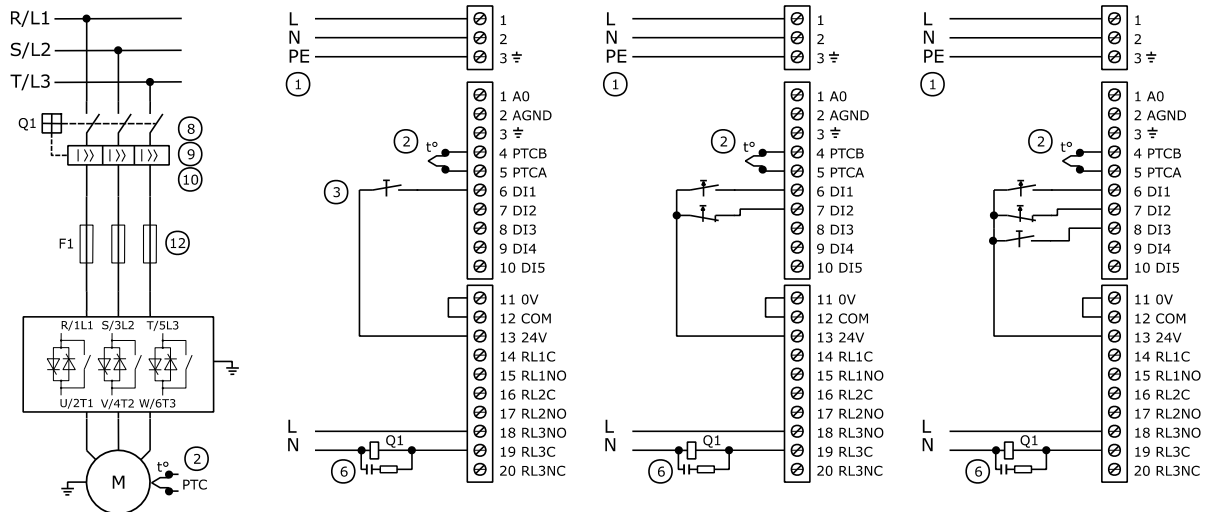 R/L1
S/L2
T/L3
Q1
8
9
10
F1
12
R/1L1 S/3L2 T/5L3
U/2T1 V/4T2 W/6T3
M
t°
2
PTC
L
N
PE
1
1
2
3
1 A0
2 AGND
3
4 PTCB
5 PTCA
6 DI1
7 DI2
8 DI3
9 DI4
10 DI5
2
t°
3
11 0V
12 COM
13 24V
14 RL1C
15 RL1NO
16 RL2C
17 RL2NO
18 RL3NO
19 RL3C
20 RL3NC
L
N
Q1
6
L
N
PE
1
1
2
3
1 A0
2 AGND
3
4 PTCB
5 PTCA
6 DI1
7 DI2
8 DI3
9 DI4
10 DI5
2
t°
11 0V
12 COM
13 24V
14 RL1C
15 RL1NO
16 RL2C
17 RL2NO
18 RL3NO
19 RL3C
20 RL3NC
L
N
Q1
6
L
N
PE
1
1
2
3
1 A0
2 AGND
3
4 PTCB
5 PTCA
6 DI1
7 DI2
8 DI3
9 DI4
10 DI5
2
t°
11 0V
12 COM
13 24V
14 RL1C
15 RL1NO
16 RL2C
17 RL2NO
18 RL3NO
19 RL3C
20 RL3NC
L
N
Q1
6